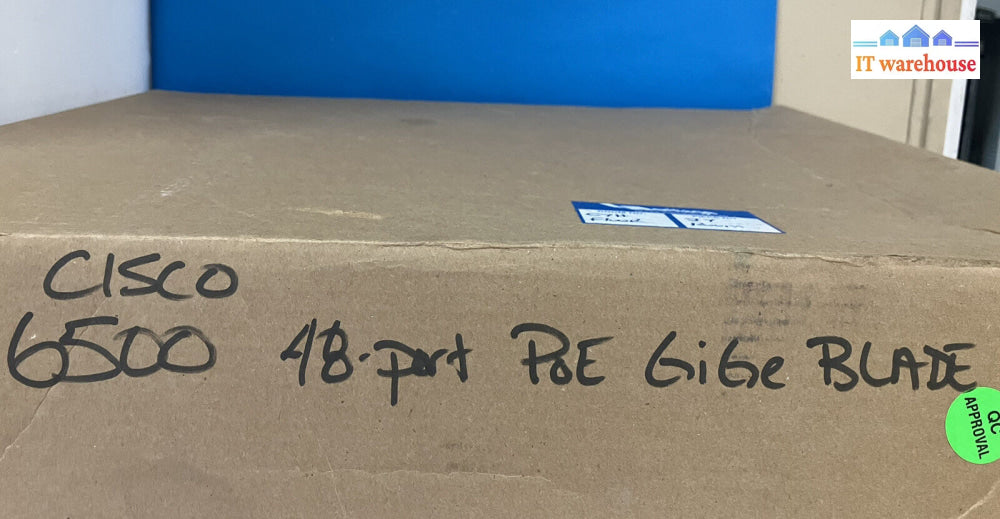 IT warehouse
CISCO
6500 48-port PoE GiGe BLADE
QC
APPROVAL